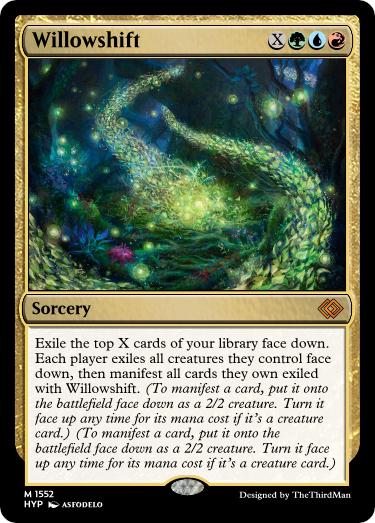 Willowshift X
Sorcery
Exile the top X cards of your library face down.
Each player exiles all creatures they control face
down, then manifest all cards they own exiled
with Willowshift. (To manifest a card, put it onto
the battlefield face down as a 2/2 creature. Turn it
face up any time for its mana cost if it's a creature
card.) (To manifest a card, put it onto the
battlefield face down as a 2/2 creature. Turn it face
up any time for its mana cost if it's a creature card.)
M 1552
HYP ASFODELO Designed by TheThirdMan